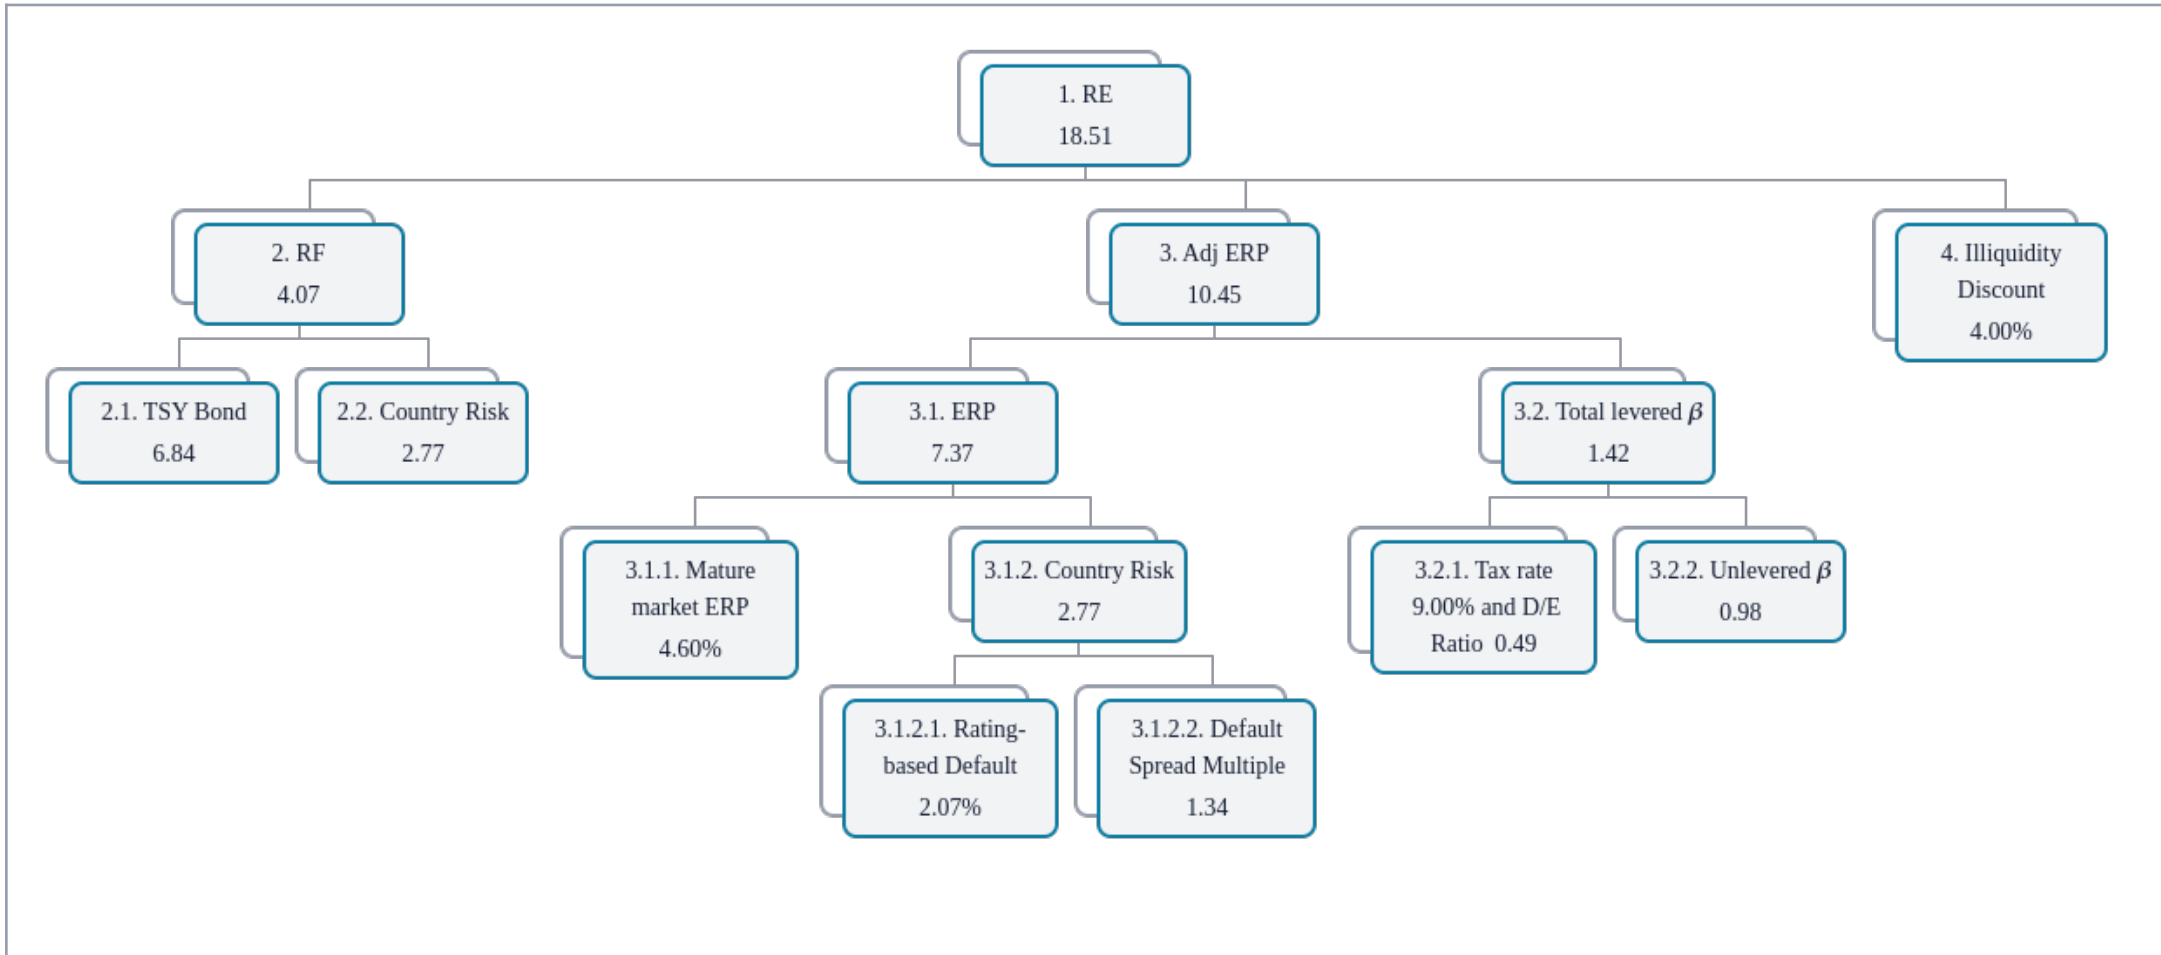 1. RE
18.51
2. RF
4.07
3. Adj ERP
10.45
4. Illiquidity
Discount
4.00%
2.1. TSY Bond
6.84
2.2. Country Risk
2.77
3.1. ERP
7.37
3.2. Total levered β
1.42
3.1.1. Mature
market ERP
4.60%
3.1.2. Country Risk
2.77
3.2.1. Tax rate
9.00% and D/E
Ratio 0.49
3.2.2. Unlevered β
0.98
3.1.2.1. Rating-
based Default
2.07%
3.1.2.2. Default
Spread Multiple
1.34